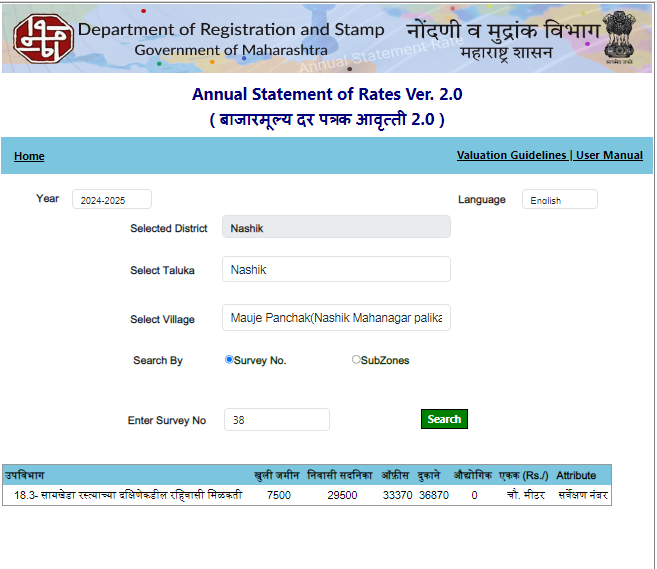 Department of Registration and Stamp
Government of Maharashtra
नोंदणी व मुद्रांक विभाग
महाराष्ट्र शासन
Annual Statement Rate
Annual Statement of Rates Ver. 2.0
( बाजारमूल्य दर पत्रक आवृत्ती 2.0 )
Home
Valuation Guidelines | User Manual
Year 2024-2025
Language English
Selected District Nashik
Select Taluka Nashik
Select Village Mauje Panchak(Nashik Mahanagar palika
Search By Survey No. SubZones
Enter Survey No 38 Search
उपविभाग खुली जमीन निवासी सदनिका ऑफ़ीस दुकाने औद्योगिक एकक (Rs./) Attribute
18.3- सायखेडा रस्त्याच्या दक्षिणेकडील रहिवासी मिळकती 7500 29500 33370 36870 0 चौ. मीटर सर्वेक्षण नंबर